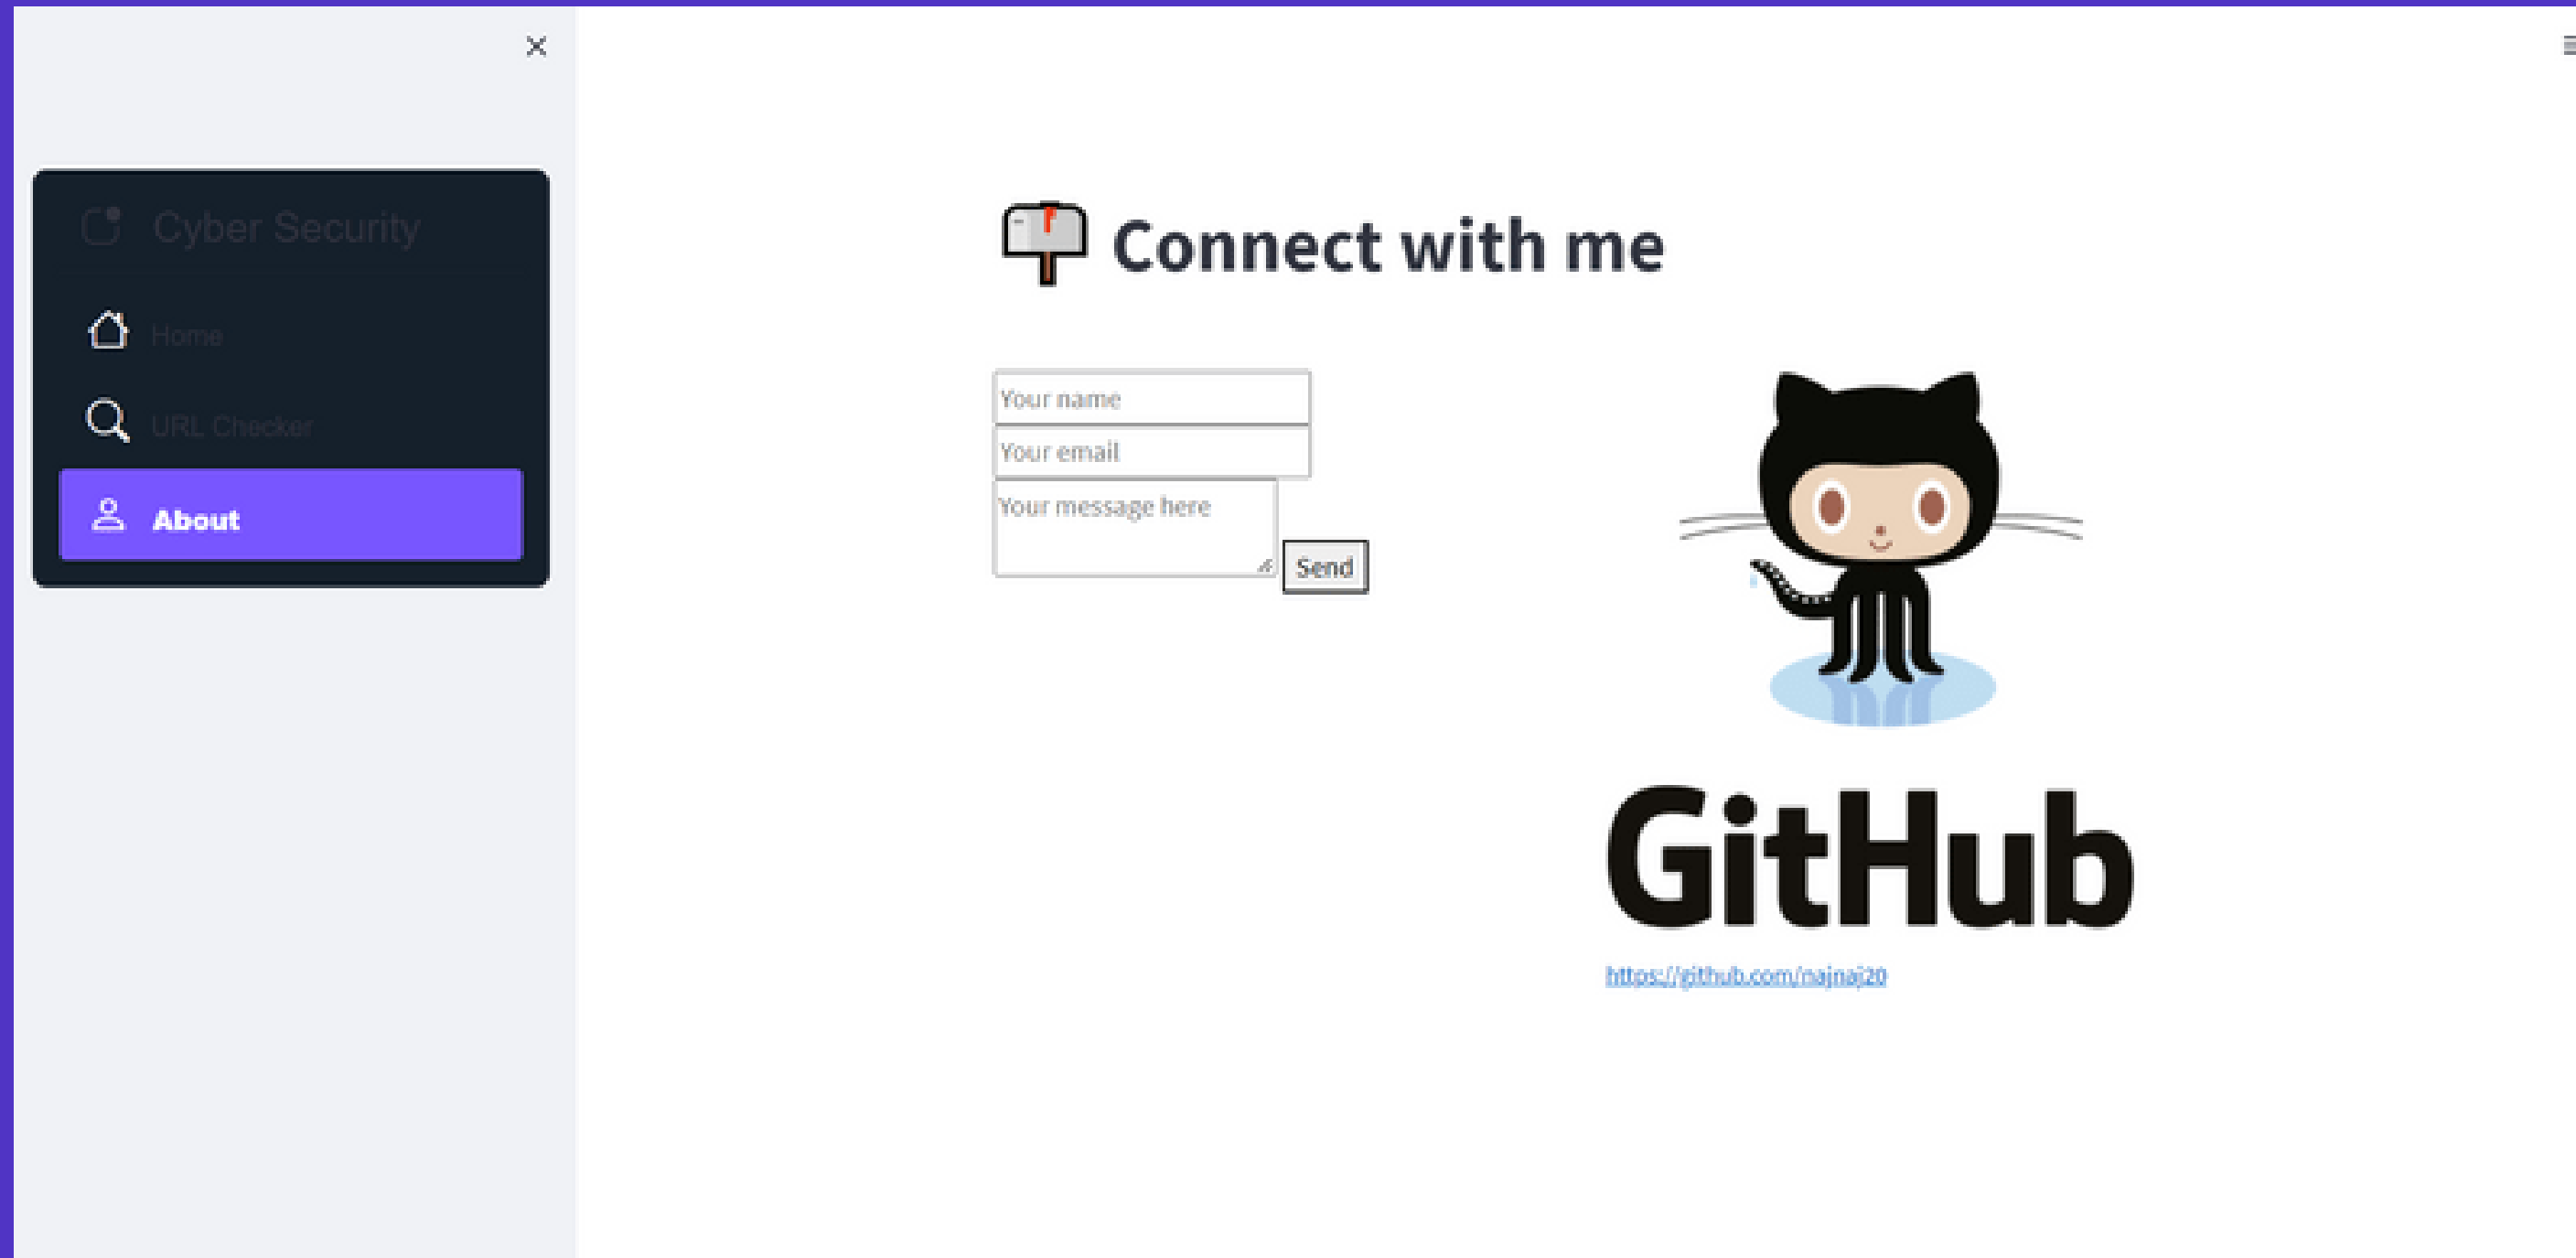 Cyber Security
Home
URL Checker
About
Connect with me
Your name
Your email
Your message here
Send
GitHub
https://github.com/najnaj20